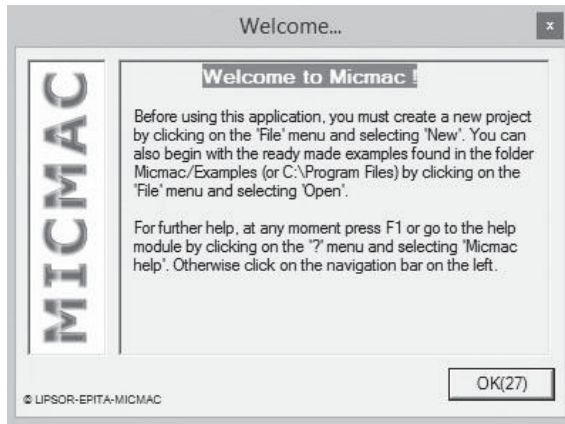 Welcome...
x
MICMAC
Welcome to Micmac !
Before using this application, you must create a new project
by clicking on the 'File' menu and selecting 'New'. You can
also begin with the ready made examples found in the folder
Micmac/Examples (or C:\Program Files) by clicking on the
'File' menu and selecting 'Open'.
For further help, at any moment press F1 or go to the help
module by clicking on the '?' menu and selecting 'Micmac
help'. Otherwise click on the navigation bar on the left.
OK(27)
© LIPSOR-EPITA-MICMAC